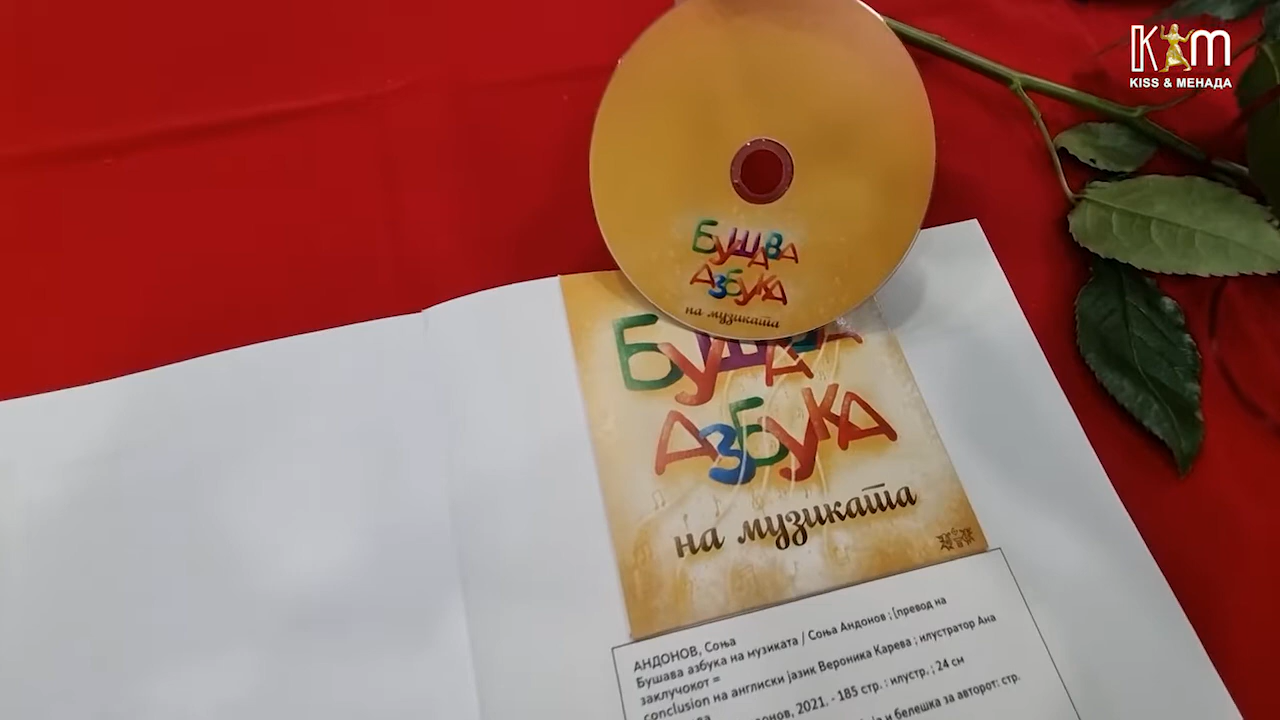 KISS & МЕНАДА
БУШАВА
АЗБУКА
на музиката
БУШАВА
АЗБУКА
на музиката
АНДОНОВ, Соња
Бушава азбука на музиката / Соња Андонов ; [превод на
заклучокот =
conclusion на англиски јазик Вероника Карева ; илустратор Ана
2021. - 185 стр. : илустр. ; 24 см
и белешка за авторот: стр.